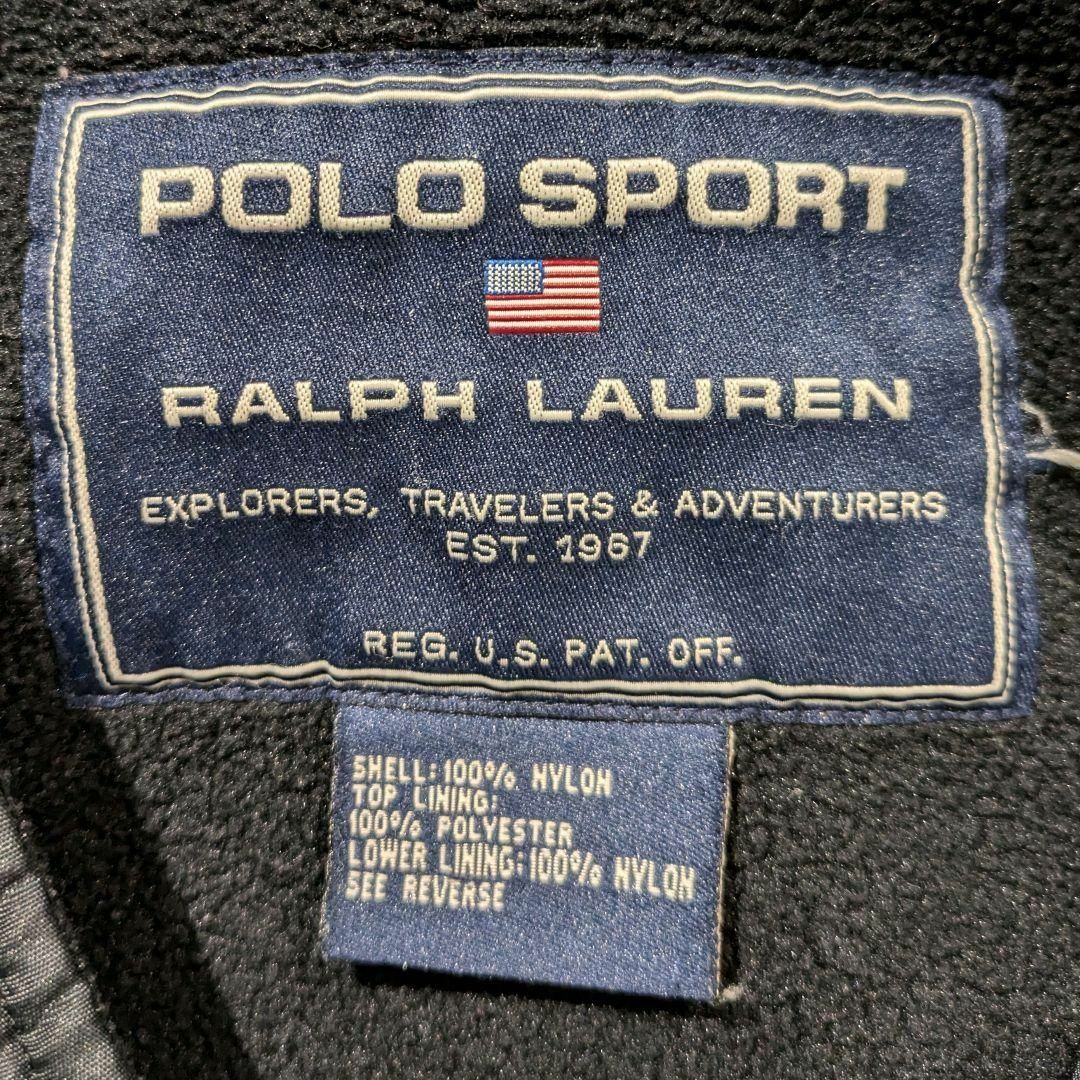 POLO SPORT
RALPH LAUREN
EXPLORERS, TRAVELERS & ADVENTURERS
EST. 1967
REG. U.S. PAT. OFF.
SHELL: 100% NYLON
TOP LINING:
100% POLYESTER
LOWER LINING: 100% NYLON
SEE REVERSE